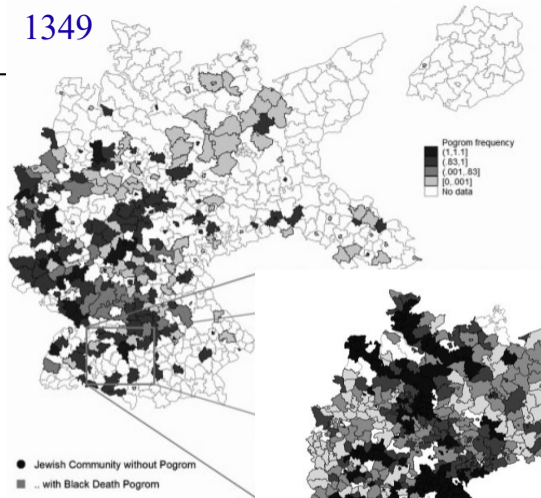 1349
Pogrom frequency
(1,1.1]
(.83,1]
(.001,.83]
[0,.001]
No data
Jewish Community without Pogrom
.. with Black Death Pogrom